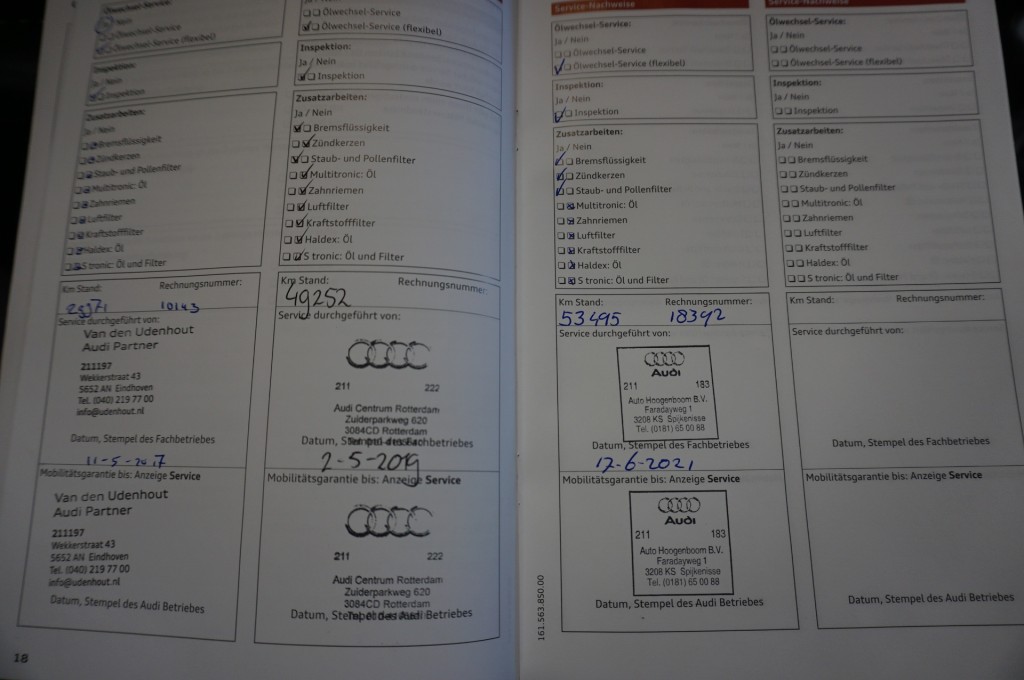 Ölwechsel-Service:
Nein
Ölwechsel-Service (flexibel)
Inspektion:
Ja / Nein
Inspektion
Zusatzarbeiten:
Ja / Nein
Bremsflüssigkeit
Zündkerzen
Staub- und Pollenfilter
Multitronic: Öl
Zahnriemen
Luftfilter
Kraftstofffilter
Haldex: Öl
S tronic: Öl und Filter
Km Stand:
Rechnungsnummer:
10143
Service durchgeführt von:
Van den Udenhout
Audi Partner
211197
Wekkerstraat 43
5652 AN Eindhoven
Tel. (040) 219 77 00
info@udenhout.nl
Datum, Stempel des Fachbetriebes
11-5-2017
Mobilitätsgarantie bis: Anzeige Service
Van den Udenhout
Audi Partner
211197
Wekkerstraat 43
5652 AN Eindhoven
Tel. (040) 219 77 00
info@udenhout.nl
Datum, Stempel des Audi Betriebes
18
Ja / Nein
Ölwechsel-Service
Ölwechsel-Service (flexibel)
Inspektion:
Ja / Nein
Inspektion
Zusatzarbeiten:
Ja / Nein
Bremsflüssigkeit
Zündkerzen
Staub- und Pollenfilter
Multitronic: Öl
Zahnriemen
Luftfilter
Kraftstofffilter
Haldex: Öl
S tronic: Öl und Filter
Km Stand:
Rechnungsnummer:
49252
Service durchgeführt von:
211 222
Audi Centrum Rotterdam
Zuiderparkweg 620
3084CD Rotterdam
Datum, Stempel des Fachbetriebes
2-5-2019
Mobilitätsgarantie bis: Anzeige Service
211 222
Audi Centrum Rotterdam
Zuiderparkweg 620
3084CD Rotterdam
Datum, Stempel des Audi Betriebes
Service-Nachweise
Ölwechsel-Service:
Ja / Nein
Ölwechsel-Service
Ölwechsel-Service (flexibel)
Inspektion:
Ja / Nein
Inspektion
Zusatzarbeiten:
Ja / Nein
Bremsflüssigkeit
Zündkerzen
Staub- und Pollenfilter
Multitronic: Öl
Zahnriemen
Luftfilter
Kraftstofffilter
Haldex: Öl
S tronic: Öl und Filter
Km Stand:
Rechnungsnummer:
53495 18392
Service durchgeführt von:
Audi
211 183
Auto Hoogenboom B.V.
Faradayweg 1
3208 KS Spijkenisse
Tel. (0181) 65 00 88
Datum, Stempel des Fachbetriebes
17-6-2021
Mobilitätsgarantie bis: Anzeige Service
Audi
211 183
Auto Hoogenboom B.V.
Faradayweg 1
3208 KS Spijkenisse
Tel. (0181) 65 00 88
Datum, Stempel des Audi Betriebes
161.563.850.00
Service-Nachweise
Ölwechsel-Service:
Ja / Nein
Ölwechsel-Service
Ölwechsel-Service (flexibel)
Inspektion:
Ja / Nein
Inspektion
Zusatzarbeiten:
Ja / Nein
Bremsflüssigkeit
Zündkerzen
Staub- und Pollenfilter
Multitronic: Öl
Zahnriemen
Luftfilter
Kraftstofffilter
Haldex: Öl
S tronic: Öl und Filter
Km Stand:
Rechnungsnummer:
Service durchgeführt von:
Datum, Stempel des Fachbetriebes
Mobilitätsgarantie bis: Anzeige Service
Datum, Stempel des Audi Betriebes